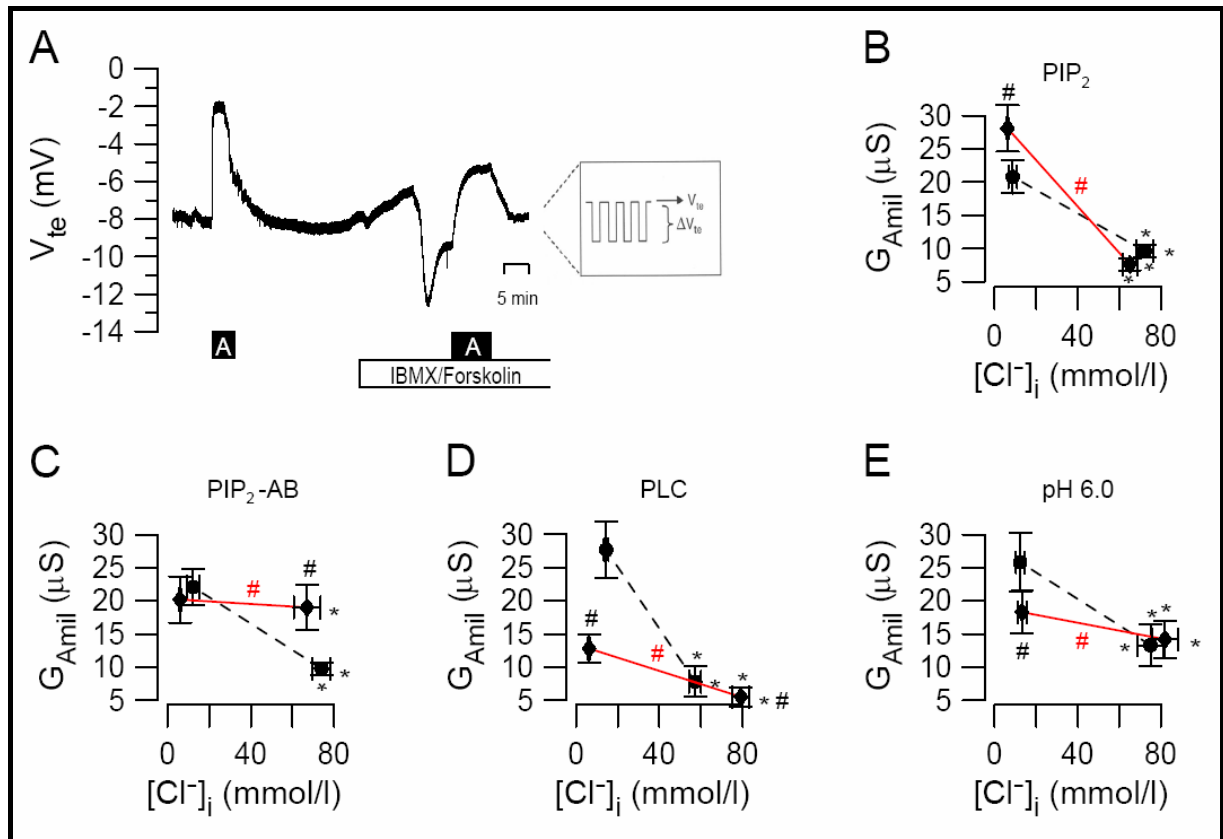 A
V_te (mV)
0
-2
-4
-6
-8
-10
-12
-14
A
A
IBMX/Forskolin
5 min
V_te
ΔV_te
B
PIP₂
G_Amil (μS)
30
25
20
15
10
5
#
#
*
*
*
*
0 40 80
[Cl⁻]ᵢ (mmol/l)
C
PIP₂-AB
G_Amil (μS)
30
25
20
15
10
5
#
#
*
*
*
0 40 80
[Cl⁻]ᵢ (mmol/l)
D
PLC
G_Amil (μS)
30
25
20
15
10
5
#
#
*
*
*
* #
0 40 80
[Cl⁻]ᵢ (mmol/l)
E
pH 6.0
G_Amil (μS)
30
25
20
15
10
5
#
#
* *
*
*
0 40 80
[Cl⁻]ᵢ (mmol/l)